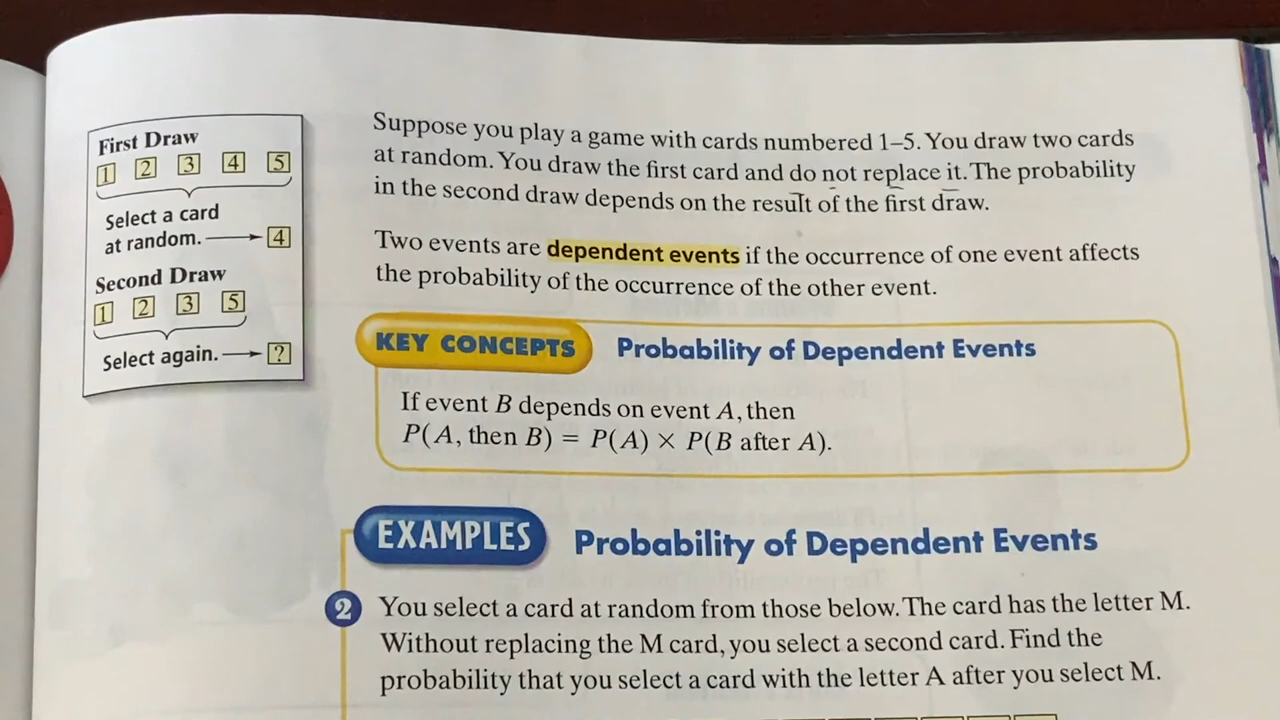 First Draw
1 2 3 4 5
Select a card
at random. → 4
Second Draw
1 2 3 5
Select again. → ?
Suppose you play a game with cards numbered 1–5. You draw two cards
at random. You draw the first card and do not replace it. The probability
in the second draw depends on the result of the first draw.
Two events are dependent events if the occurrence of one event affects
the probability of the occurrence of the other event.
KEY CONCEPTS Probability of Dependent Events
If event B depends on event A, then
P(A, then B) = P(A) × P(B after A).
EXAMPLES Probability of Dependent Events
2 You select a card at random from those below. The card has the letter M.
Without replacing the M card, you select a second card. Find the
probability that you select a card with the letter A after you select M.